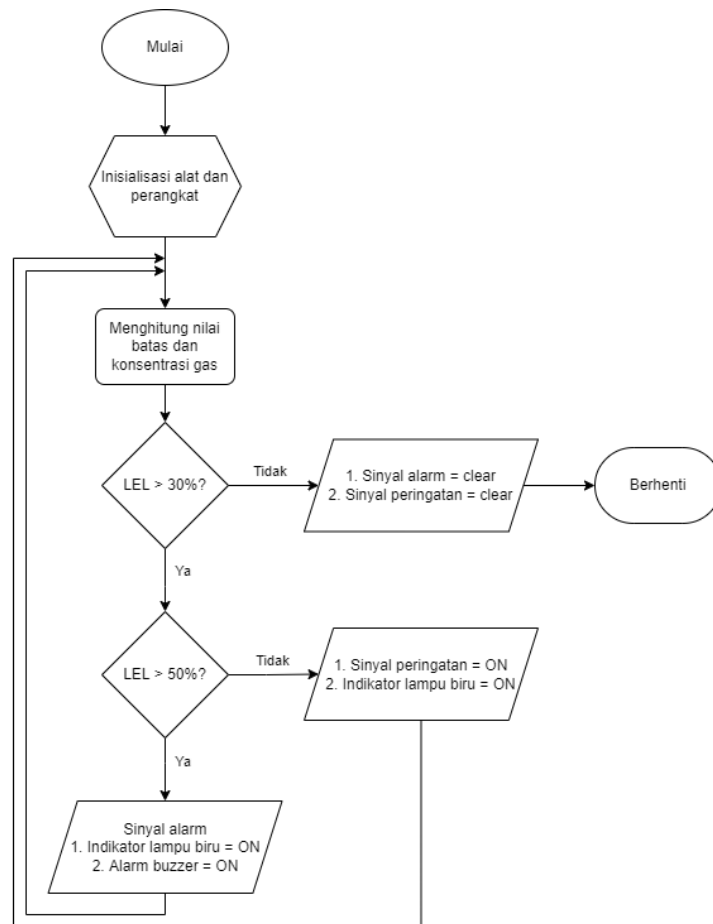 Mulai
Inisialisasi alat dan
perangkat
Menghitung nilai
batas dan
konsentrasi gas
LEL > 30%?
Tidak
1. Sinyal alarm = clear
2. Sinyal peringatan = clear
Berhenti
Ya
LEL > 50%?
Tidak
1. Sinyal peringatan = ON
2. Indikator lampu biru = ON
Ya
Sinyal alarm
1. Indikator lampu biru = ON
2. Alarm buzzer = ON